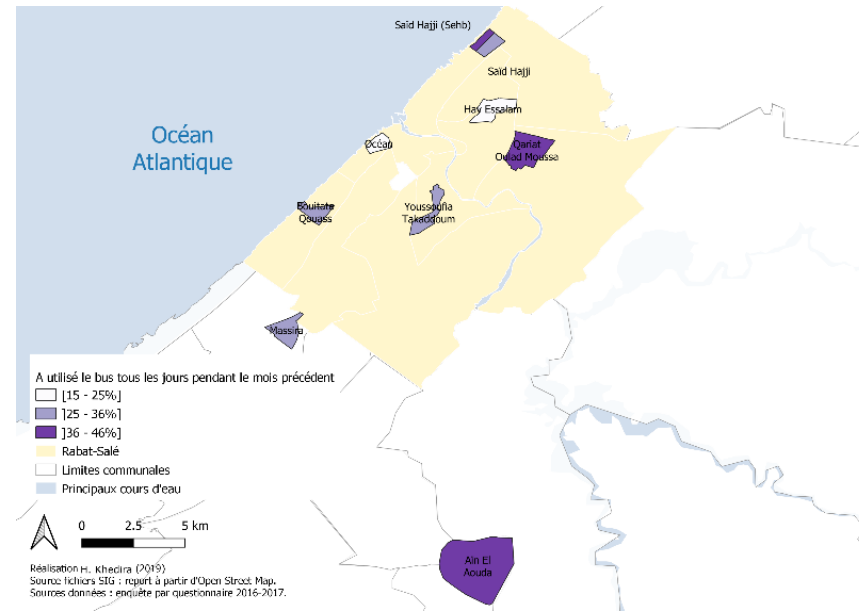 Saïd Hajji (Sehb)
Saïd Hajji
Hay Essalam
Océan
Atlantique
Océan
Qariat
Oulad Moussa
Bouitate
Qouass
Youssoufia
Takaddoum
Massira
A utilisé le bus tous les jours pendant le mois précédent
[15 - 25%]
]25 - 36%]
]36 - 46%]
Rabat-Salé
Limites communales
Principaux cours d'eau
0 2.5 5 km
Réalisation H. Khedira (2019)
Source fichiers SIG : report à partir d'Open Street Map.
Sources données : enquête par questionnaire 2016-2017.
Aïn El
Aouda